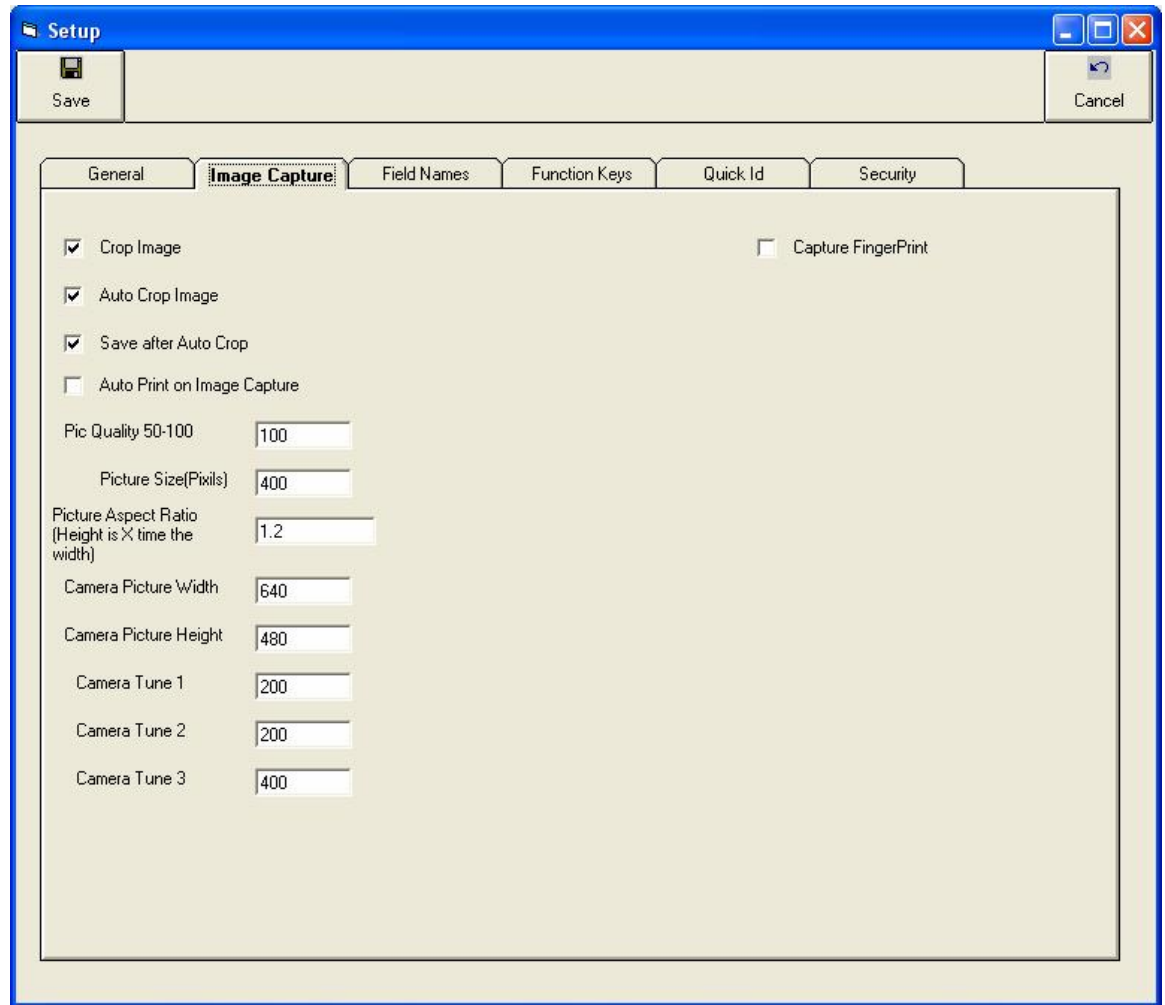 Setup
Save
Cancel
General
Image Capture
Field Names
Function Keys
Quick Id
Security
Crop Image
Capture FingerPrint
Auto Crop Image
Save after Auto Crop
Auto Print on Image Capture
Pic Quality 50-100
100
Picture Size(Pixils)
400
Picture Aspect Ratio
(Height is X time the
width)
1.2
Camera Picture Width
640
Camera Picture Height
480
Camera Tune 1
200
Camera Tune 2
200
Camera Tune 3
400